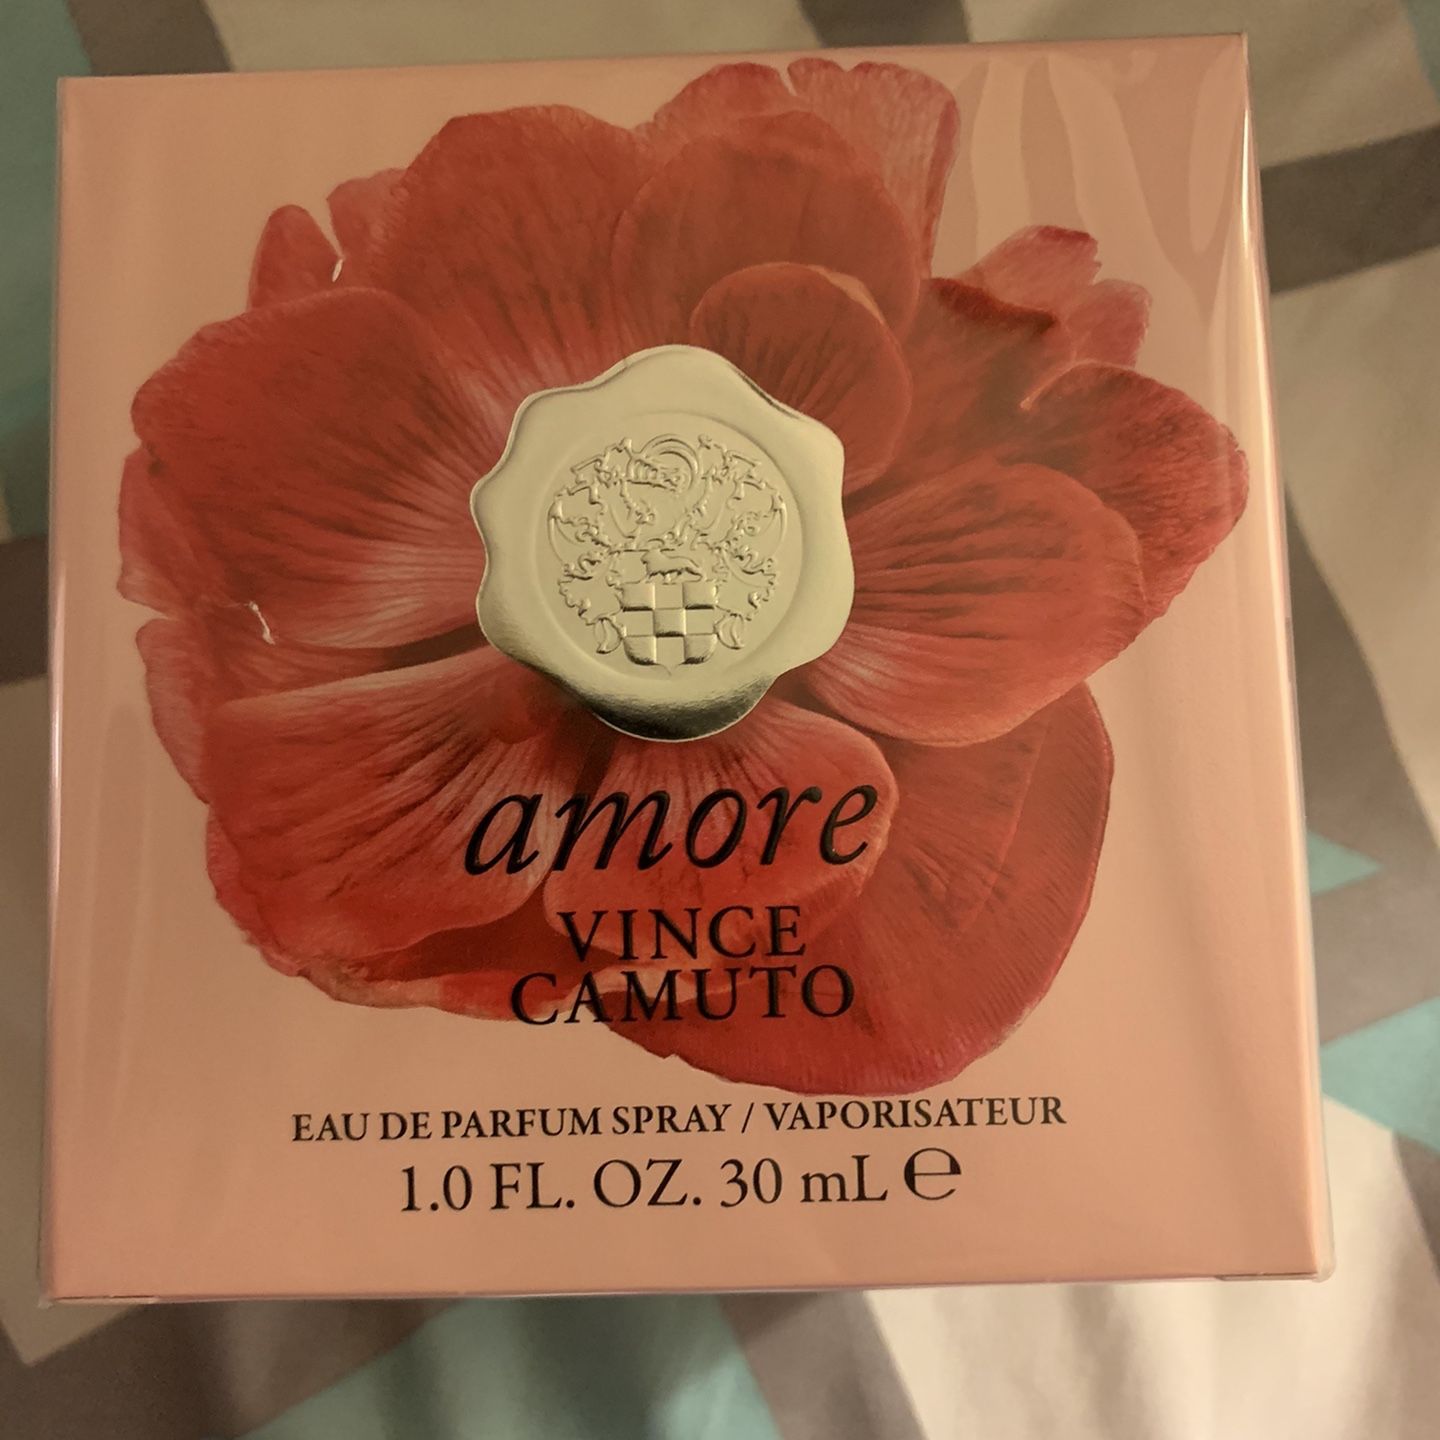 amore
VINCE
CAMUTO
EAU DE PARFUM SPRAY / VAPORISATEUR
1.0 FL. OZ. 30 mL ℮